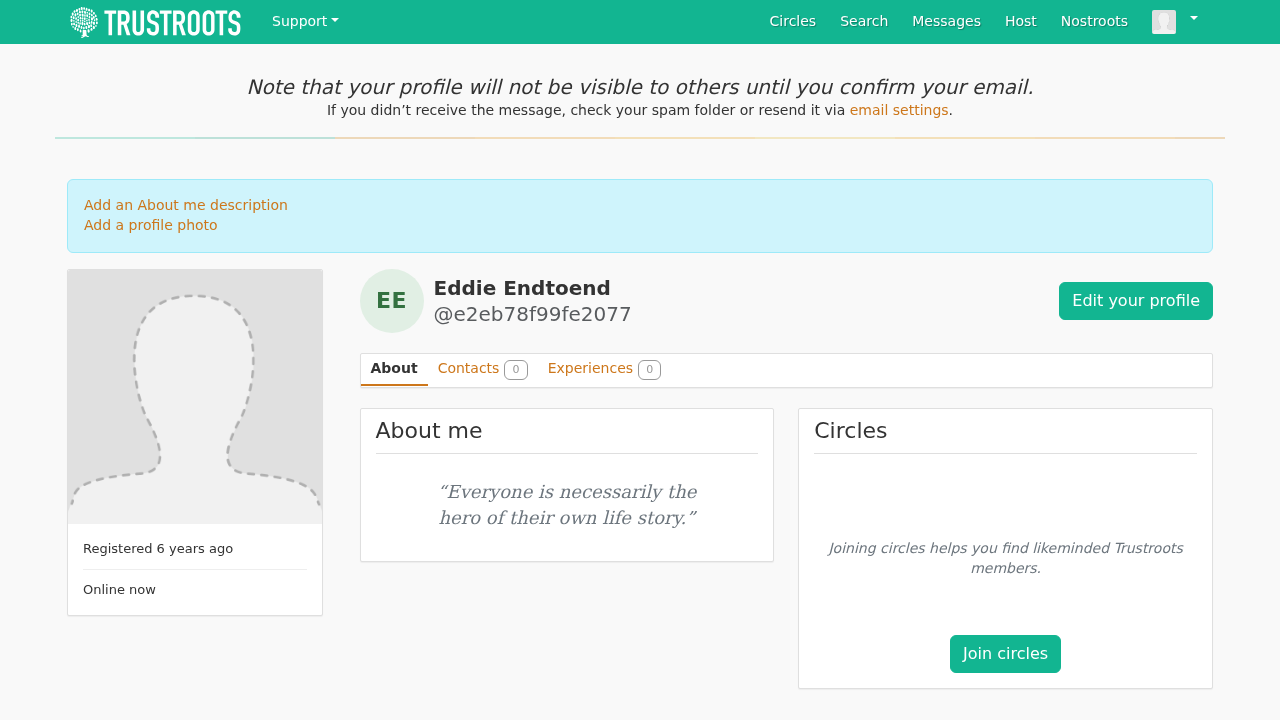 TRUSTROOTS Support Circles Search Messages Host Nostroots
Note that your profile will not be visible to others until you confirm your email.
If you didn’t receive the message, check your spam folder or resend it via email settings.
Add an About me description
Add a profile photo
EE
Eddie Endtoend
@e2eb78f99fe2077
Edit your profile
About Contacts 0 Experiences 0
Registered 6 years ago
Online now
About me
“Everyone is necessarily the
hero of their own life story.”
Circles
Joining circles helps you find likeminded Trustroots
members.
Join circles